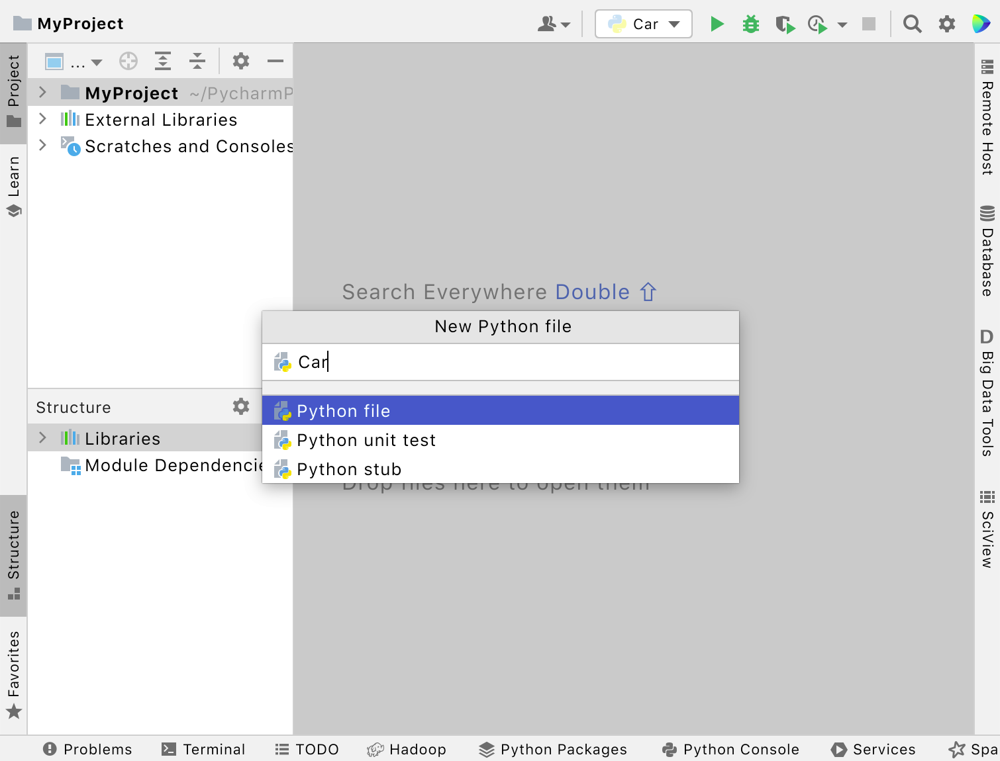 MyProject
Car
Project
Learn
Structure
Favorites
...
MyProject ~/PycharmP
External Libraries
Scratches and Consoles
Structure
Libraries
Module Dependencie
Search Everywhere Double ⇧
New Python file
Car
Python file
Python unit test
Python stub
Drop files here to open them
Remote Host
Database
D Big Data Tools
SciView
Problems
Terminal
TODO
Hadoop
Python Packages
Python Console
Services
Spa